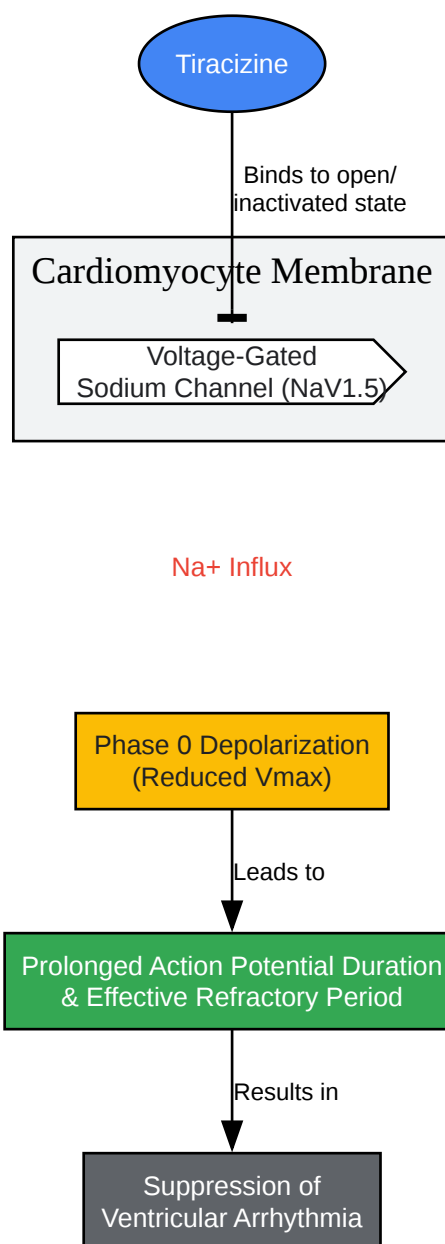 Tiracizine
Binds to open/
inactivated state
Cardiomyocyte Membrane
Voltage-Gated
Sodium Channel (NaV1.5)
Na+ Influx
Phase 0 Depolarization
(Reduced Vmax)
Leads to
Prolonged Action Potential Duration
& Effective Refractory Period
Results in
Suppression of
Ventricular Arrhythmia